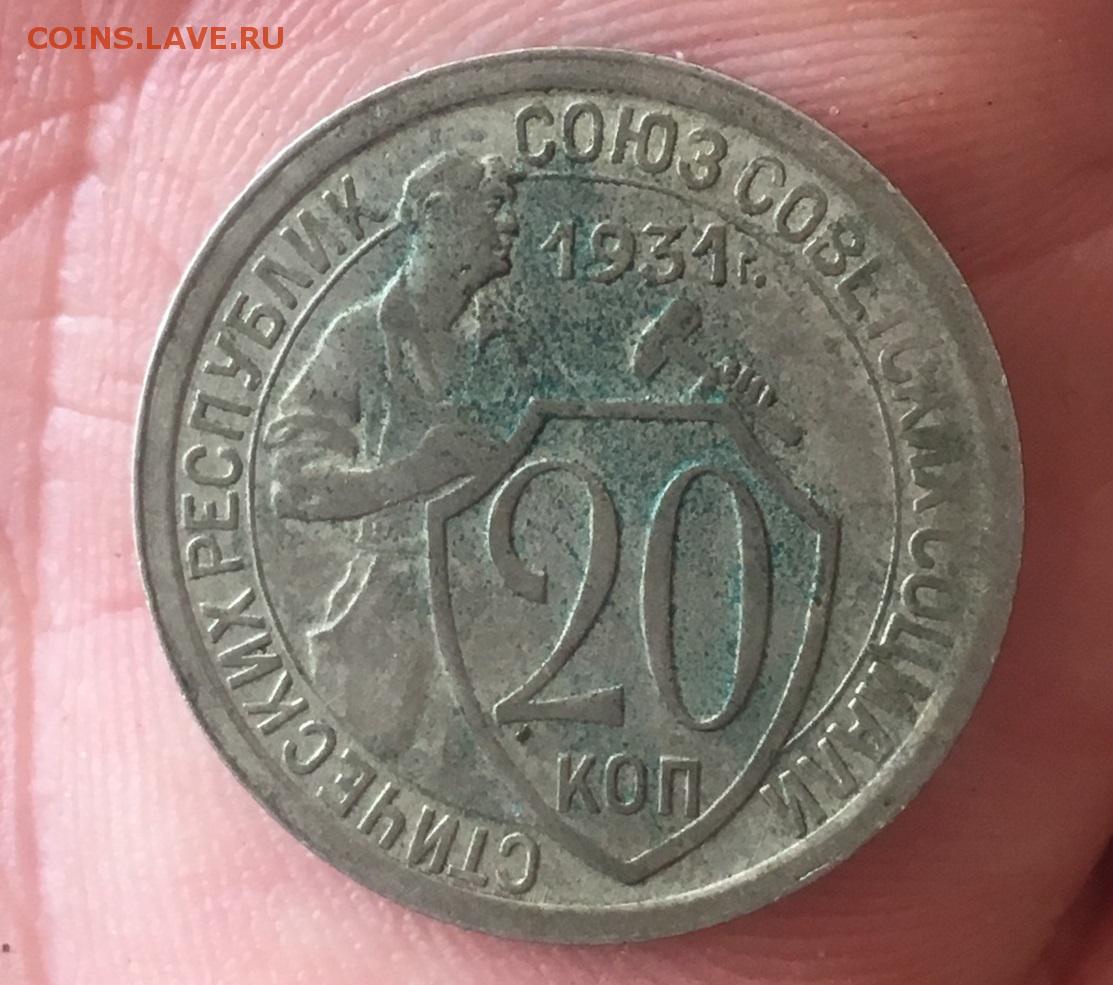 COINS.LAVE.RU
СОЮЗ СОВЕТСКИХ СОЦИАЛИСТИЧЕСКИХ РЕСПУБЛИК
1931г.
20
КОП